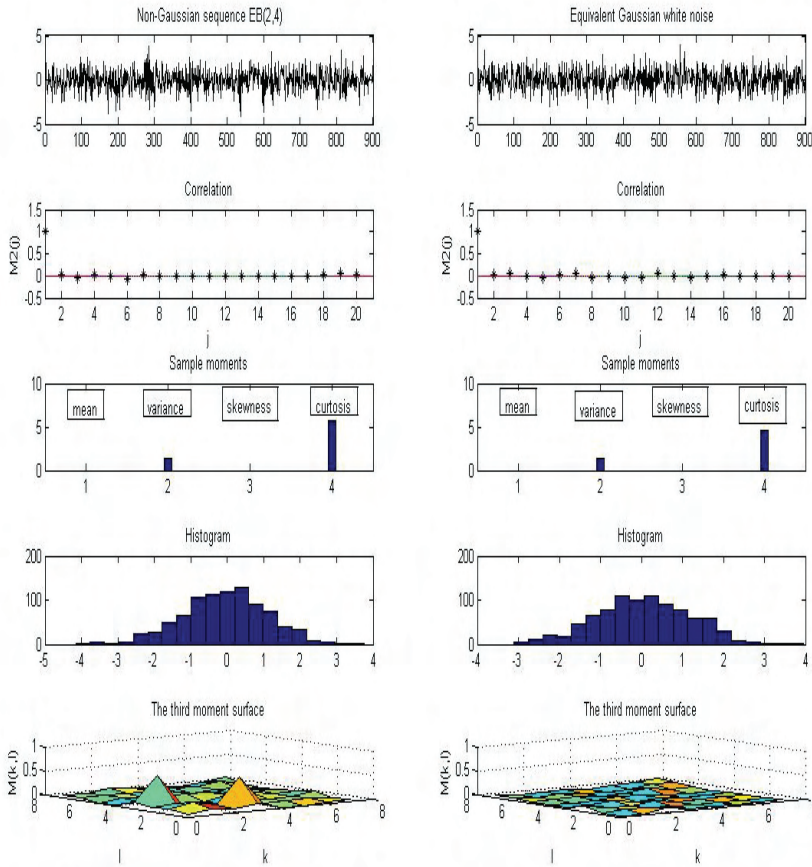 Non-Gaussian sequence EB(2,4)
5
0
-5
0 100 200 300 400 500 600 700 800 900
Equivalent Gaussian white noise
5
0
-5
0 100 200 300 400 500 600 700 800 900
Correlation
M2(j)
1.5
1
0.5
0
-0.5
2 4 6 8 10 12 14 16 18 20
j
Correlation
M2(j)
1.5
1
0.5
0
-0.5
2 4 6 8 10 12 14 16 18 20
j
Sample moments
10
5
0
mean variance skewness curtosis
1 2 3 4
Sample moments
10
5
0
mean variance skewness curtosis
1 2 3 4
Histogram
200
100
0
-5 -4 -3 -2 -1 0 1 2 3 4
Histogram
200
100
0
-4 -3 -2 -1 0 1 2 3 4
The third moment surface
M(k,l)
1
0.5
0
8 6 4 2 0
0 2 4 6 8
l k
The third moment surface
M(k,l)
1
0.5
0
8 6 4 2 0
0 2 4 6
l k